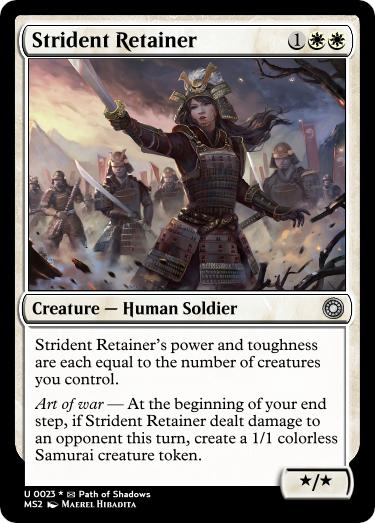 Strident Retainer 1
Creature — Human Soldier
Strident Retainer's power and toughness
are each equal to the number of creatures
you control.
Art of war — At the beginning of your end
step, if Strident Retainer dealt damage to
an opponent this turn, create a 1/1 colorless
Samurai creature token.
★/★
U 0023 * Path of Shadows
MS2 Maerel Hibadita